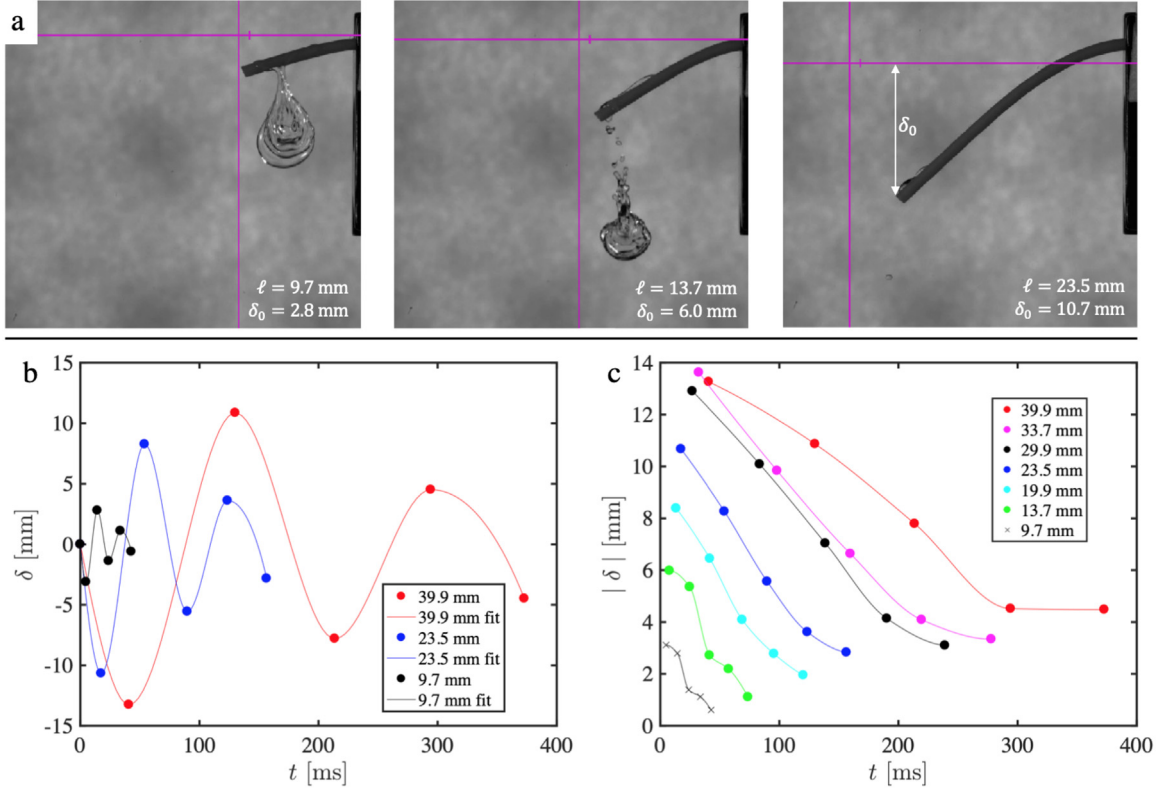 a
δ₀
ℓ = 9.7 mm
δ₀ = 2.8 mm
ℓ = 13.7 mm
δ₀ = 6.0 mm
ℓ = 23.5 mm
δ₀ = 10.7 mm
b
15
10
5
0
-5
-10
-15
δ [mm]
0
100
200
300
400
t [ms]
39.9 mm
39.9 mm fit
23.5 mm
23.5 mm fit
9.7 mm
9.7 mm fit
c
14
12
10
8
6
4
2
0
| δ | [mm]
0
100
200
300
400
t [ms]
39.9 mm
33.7 mm
29.9 mm
23.5 mm
19.9 mm
13.7 mm
9.7 mm